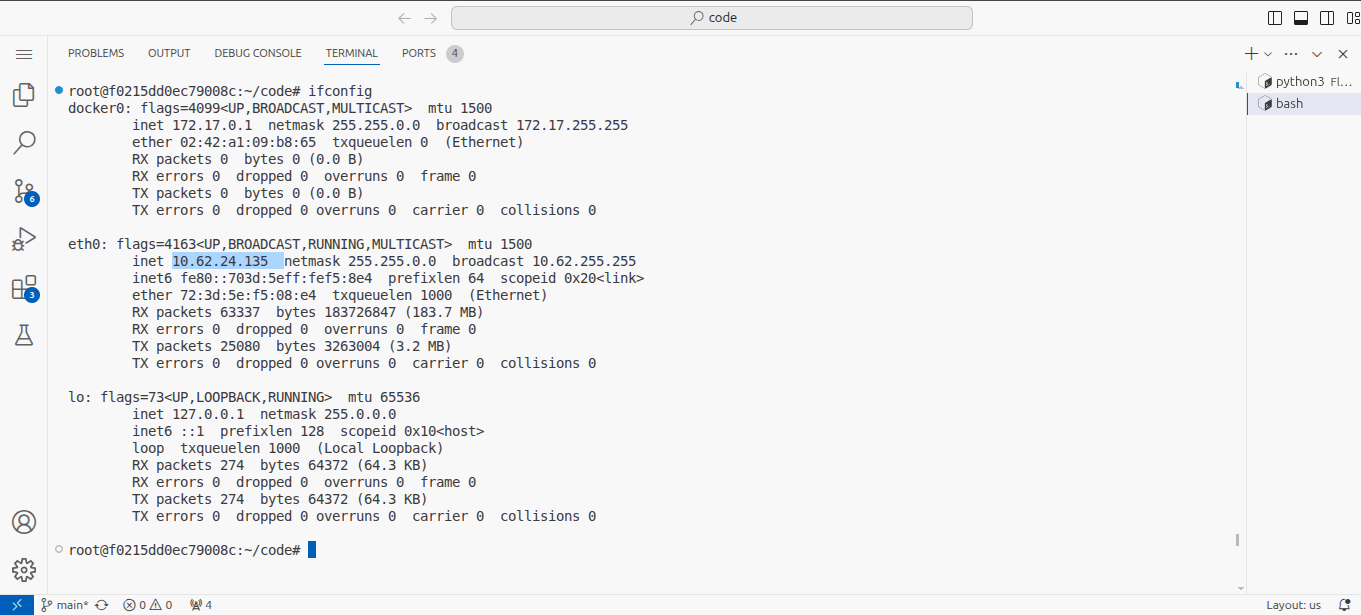 code
PROBLEMS OUTPUT DEBUG CONSOLE TERMINAL PORTS 4
root@f0215dd0ec79008c:~/code# ifconfig
docker0: flags=4099<UP,BROADCAST,MULTICAST>  mtu 1500
        inet 172.17.0.1  netmask 255.255.0.0  broadcast 172.17.255.255
        ether 02:42:a1:09:b8:65  txqueuelen 0  (Ethernet)
        RX packets 0  bytes 0 (0.0 B)
        RX errors 0  dropped 0  overruns 0  frame 0
        TX packets 0  bytes 0 (0.0 B)
        TX errors 0  dropped 0 overruns 0  carrier 0  collisions 0
eth0: flags=4163<UP,BROADCAST,RUNNING,MULTICAST>  mtu 1500
        inet 10.62.24.135  netmask 255.255.0.0  broadcast 10.62.255.255
        inet6 fe80::703d:5eff:fef5:8e4  prefixlen 64  scopeid 0x20<link>
        ether 72:3d:5e:f5:08:e4  txqueuelen 1000  (Ethernet)
        RX packets 63337  bytes 183726847 (183.7 MB)
        RX errors 0  dropped 0  overruns 0  frame 0
        TX packets 25080  bytes 3263004 (3.2 MB)
        TX errors 0  dropped 0 overruns 0  carrier 0  collisions 0
lo: flags=73<UP,LOOPBACK,RUNNING>  mtu 65536
        inet 127.0.0.1  netmask 255.0.0.0
        inet6 ::1  prefixlen 128  scopeid 0x10<host>
        loop  txqueuelen 1000  (Local Loopback)
        RX packets 274  bytes 64372 (64.3 KB)
        RX errors 0  dropped 0  overruns 0  frame 0
        TX packets 274  bytes 64372 (64.3 KB)
        TX errors 0  dropped 0 overruns 0  carrier 0  collisions 0
root@f0215dd0ec79008c:~/code#
python3 Fl...
bash
6
3
main* 0 0 4 Layout: us